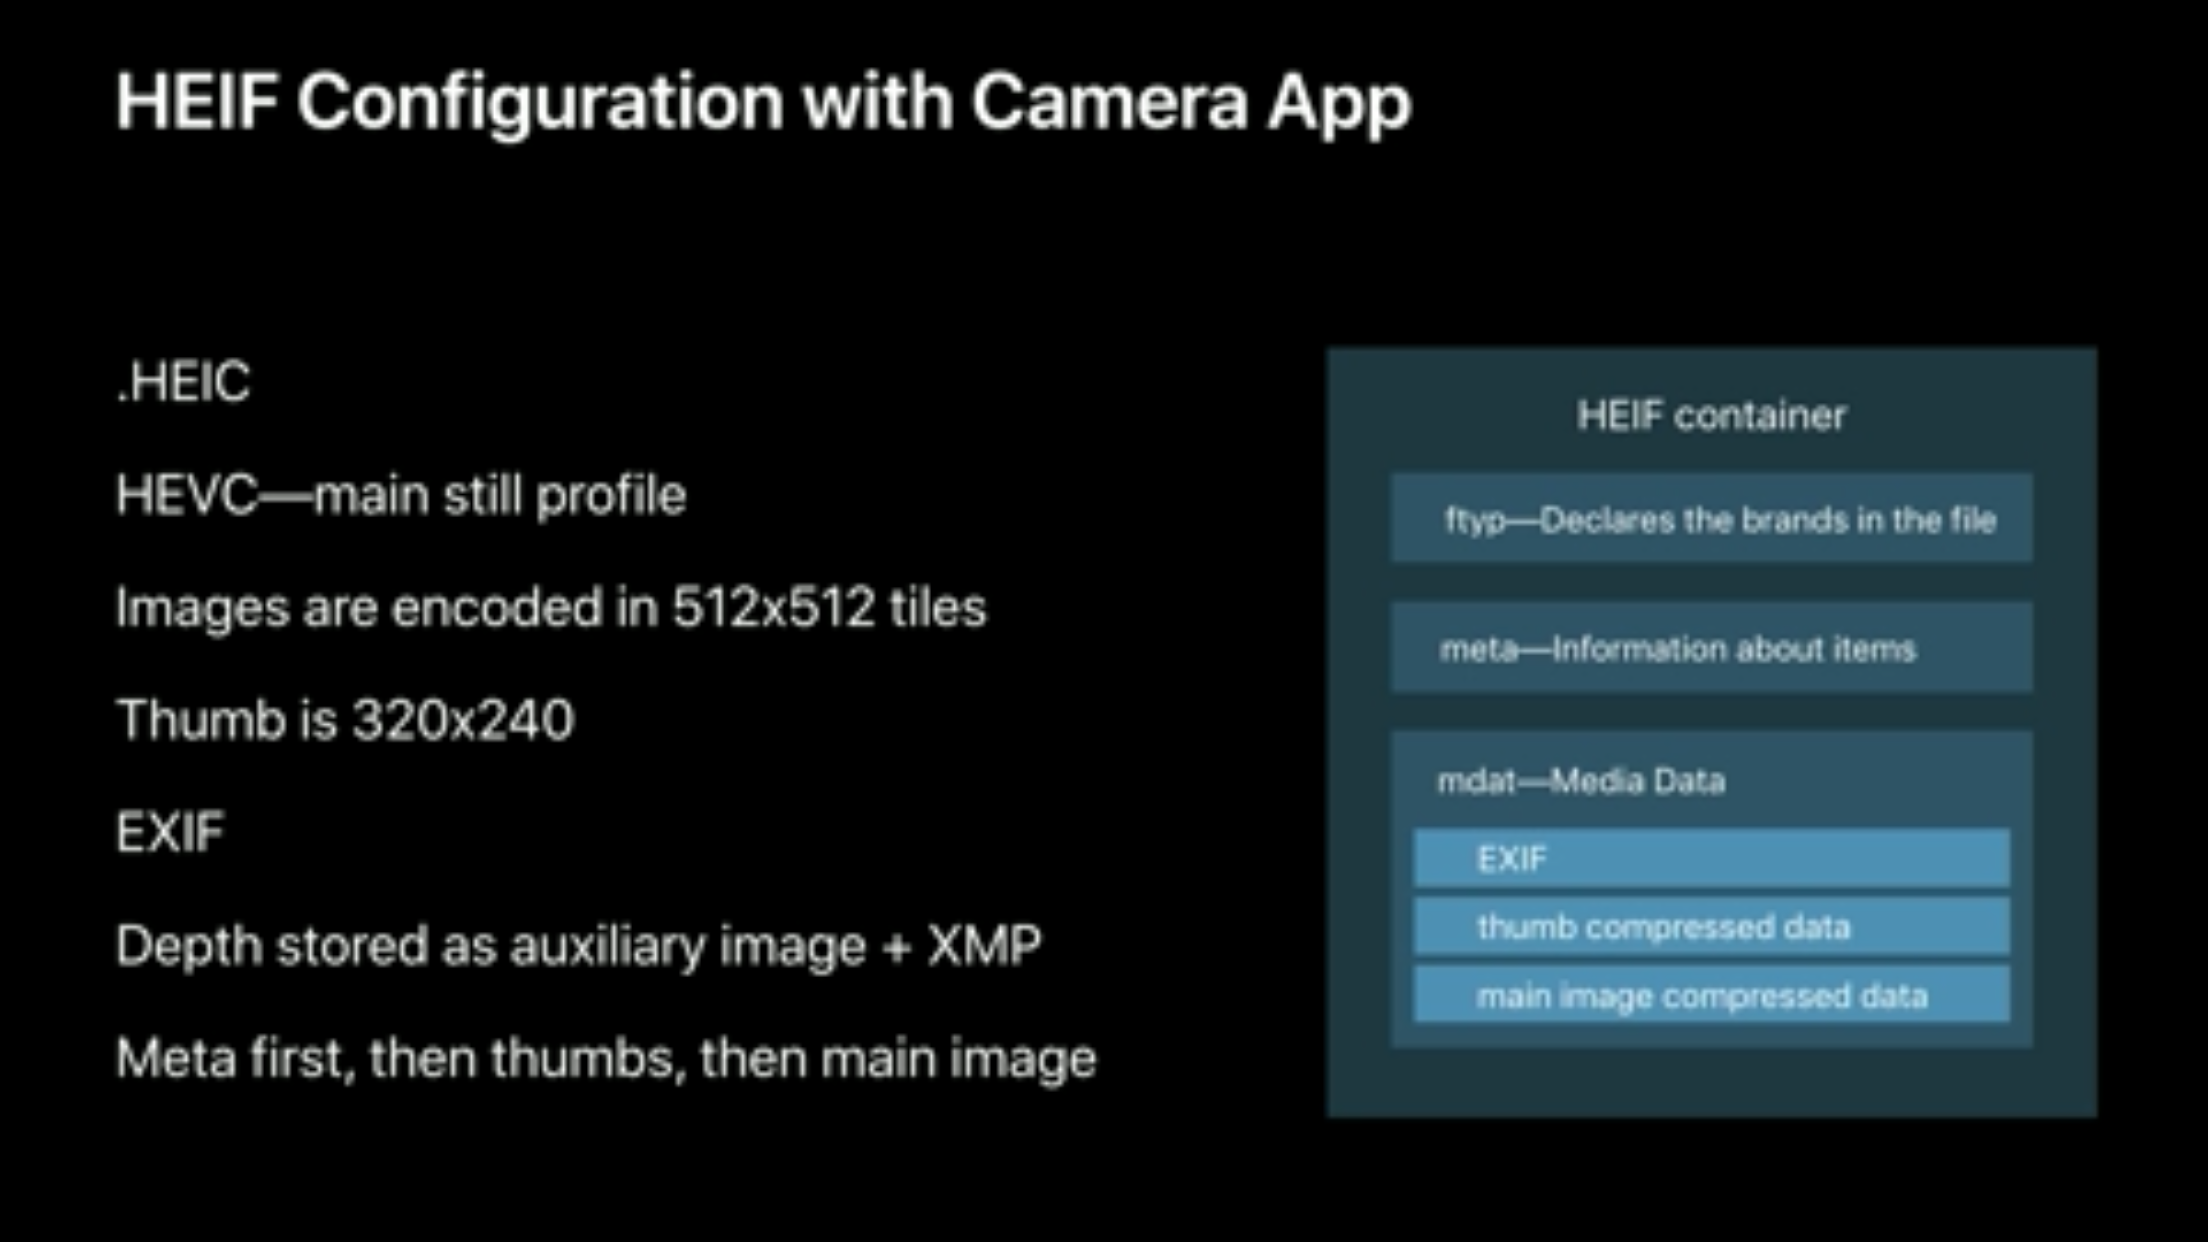 HEIF Configuration with Camera App
.HEIC
HEVC—main still profile
Images are encoded in 512x512 tiles
Thumb is 320x240
EXIF
Depth stored as auxiliary image + XMP
Meta first, then thumbs, then main image
HEIF container
ftyp—Declares the brands in the file
meta—Information about items
mdat—Media Data
EXIF
thumb compressed data
main image compressed data